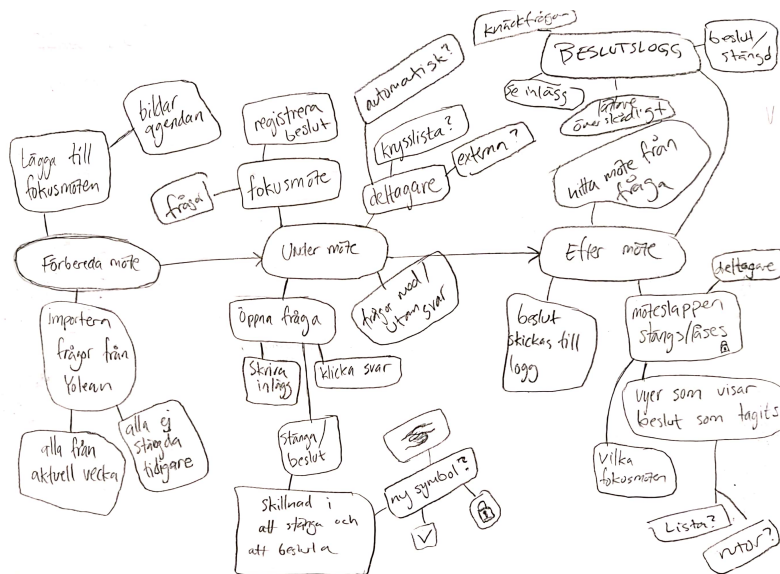 knäckfrågan
BESLUTSLOGG
beslut/
stängd
se inlägg
överskådligt
automatisk?
krysslista?
externa?
deltagare
bildar
agendan
registrera
beslut
Lägga till
fokusmöten
fråga!
fokusmöte
hitta möte från
fråga
Förbereda möte
Under möte
Efter möte
deltagare
importera
frågor från
Yolean
öppna fråga
frågor med/
utan svar
beslut
skickas till
logg
möteslappen
stängs/låses
skriva
inlägg
klicka svar
vyer som visar
beslut som tagits
alla från
aktuell vecka
alla ej
stängda
tidigare
stänga/
beslut
ny symbol?
vilka
fokusmöten
skillnad i
att stänga och
att besluta
Lista?
rutor?